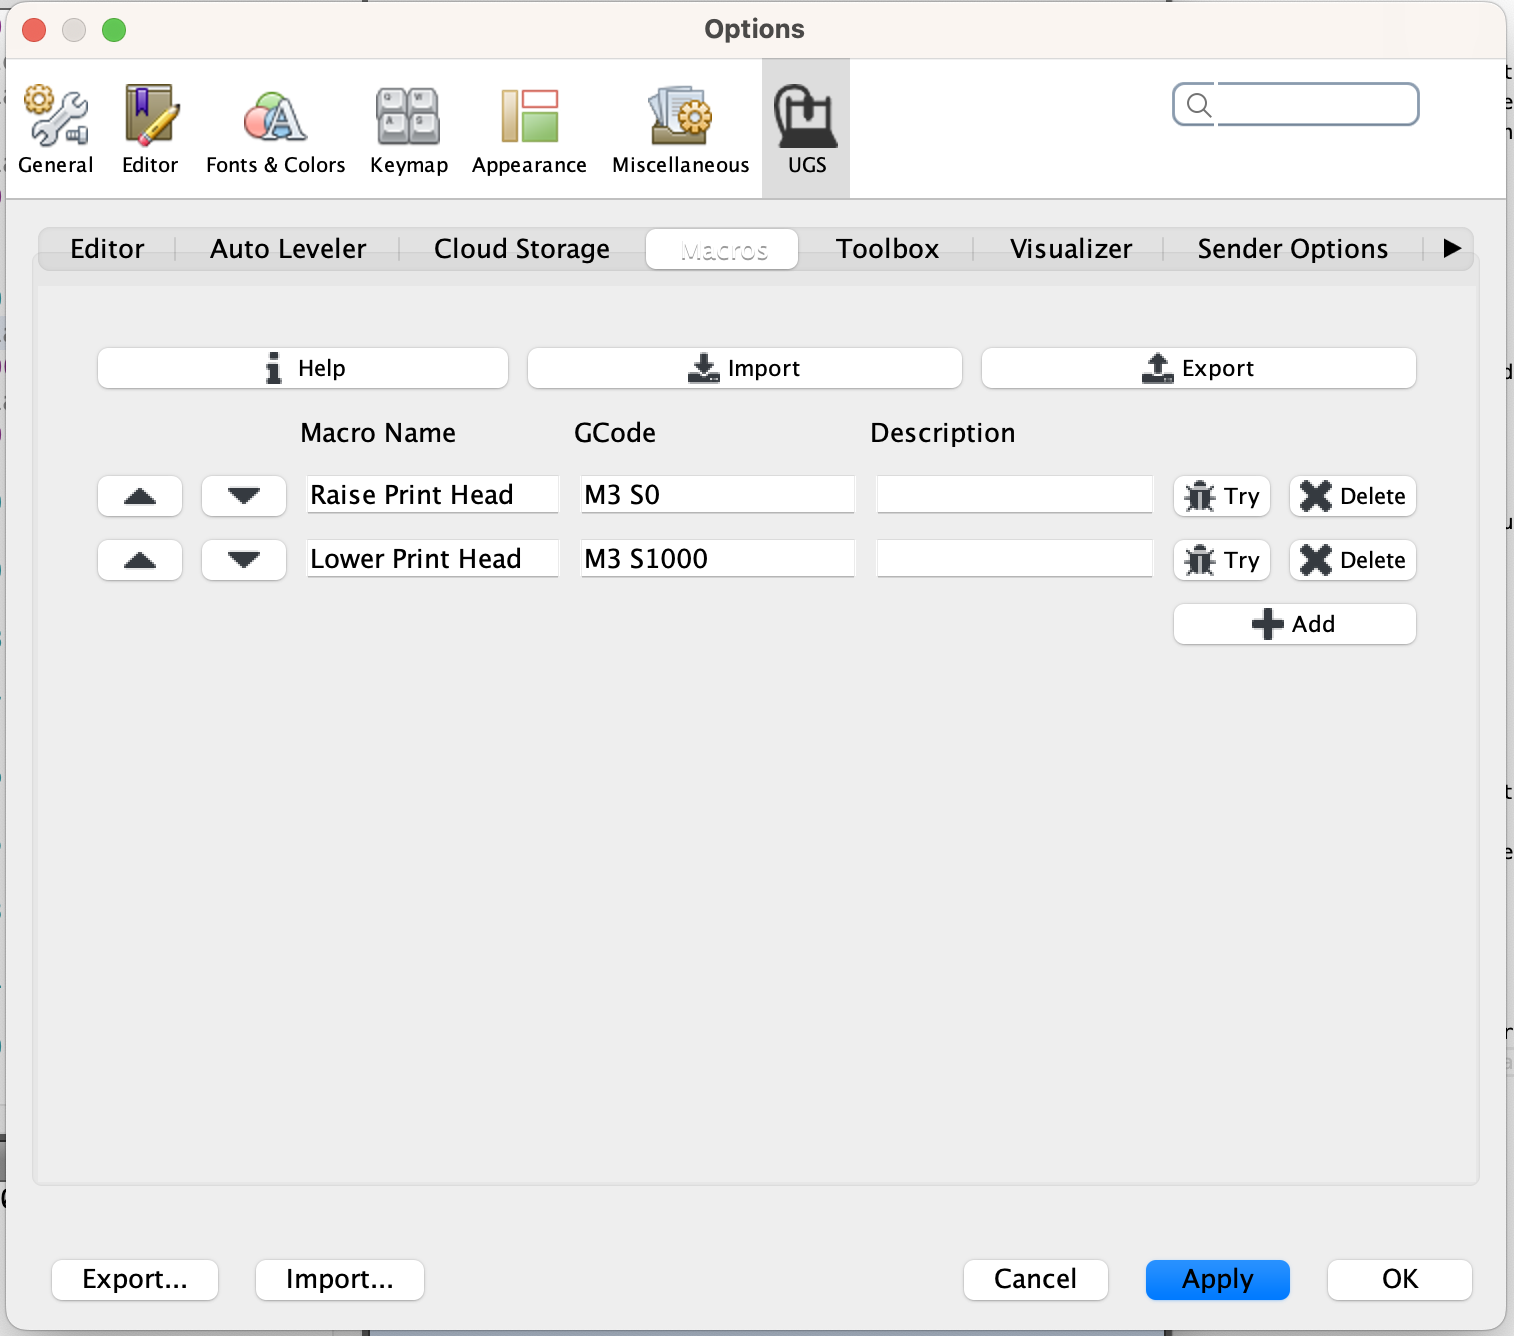 Options
General
Editor
Fonts & Colors
Keymap
Appearance
Miscellaneous
UGS
Editor
Auto Leveler
Cloud Storage
Macros
Toolbox
Visualizer
Sender Options
Help
Import
Export
Macro Name
GCode
Description
Raise Print Head
M3 S0
Try
Delete
Lower Print Head
M3 S1000
Try
Delete
Add
Export...
Import...
Cancel
Apply
OK